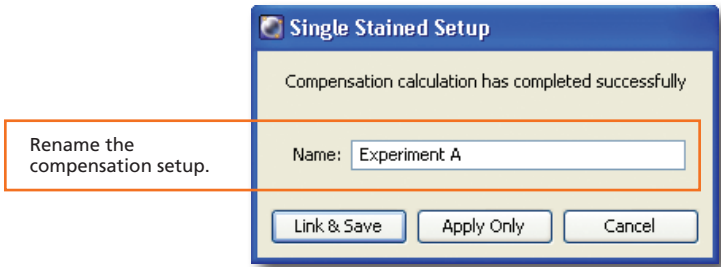 Single Stained Setup
Compensation calculation has completed successfully
Rename the
compensation setup.
Name: Experiment A
Link & Save Apply Only Cancel